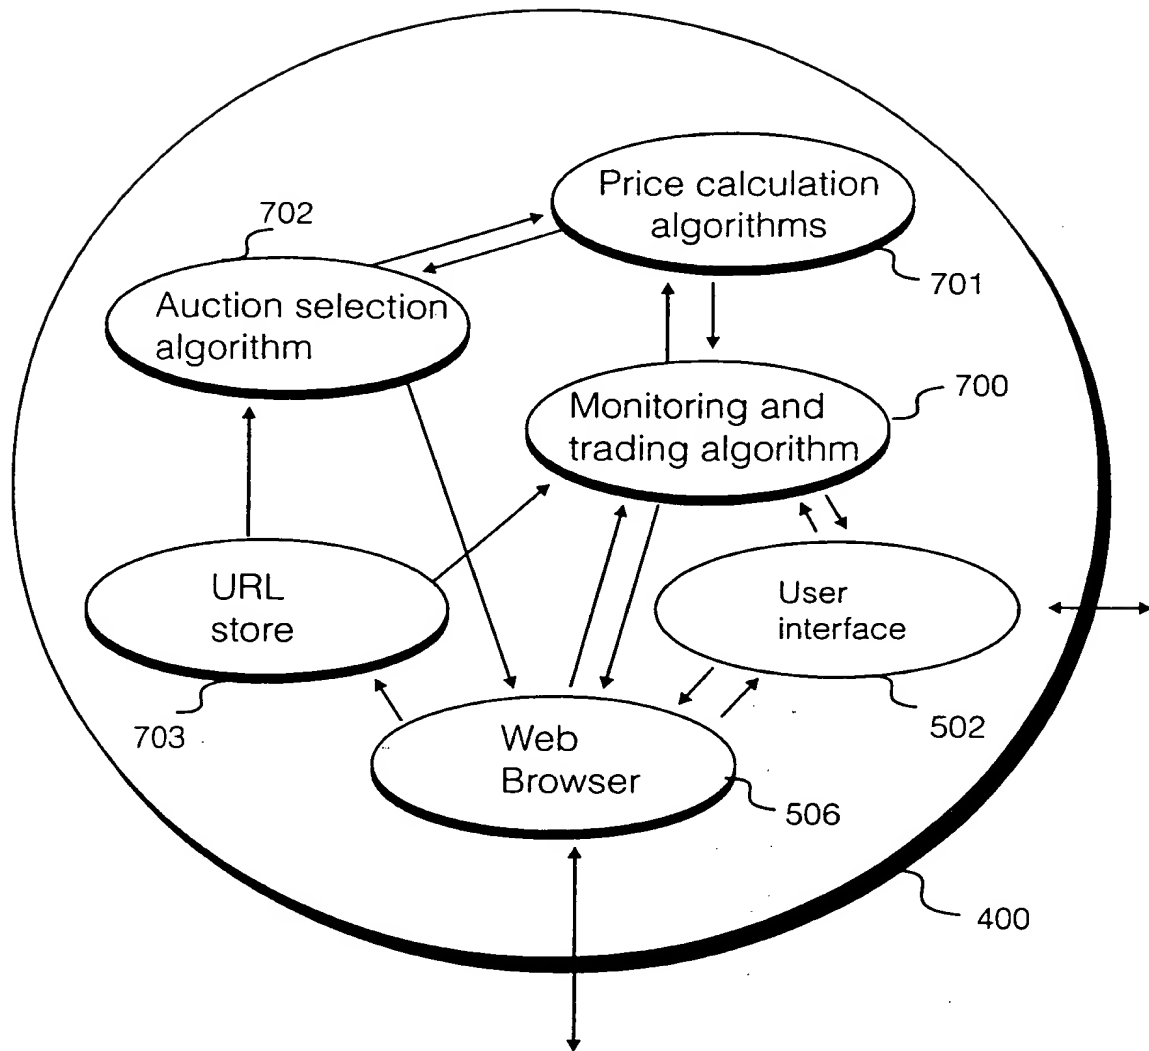 Price calculation
algorithms
701
702
Auction selection
algorithm
700
Monitoring and
trading algorithm
URL
store
703
User
interface
502
Web
Browser
506
400